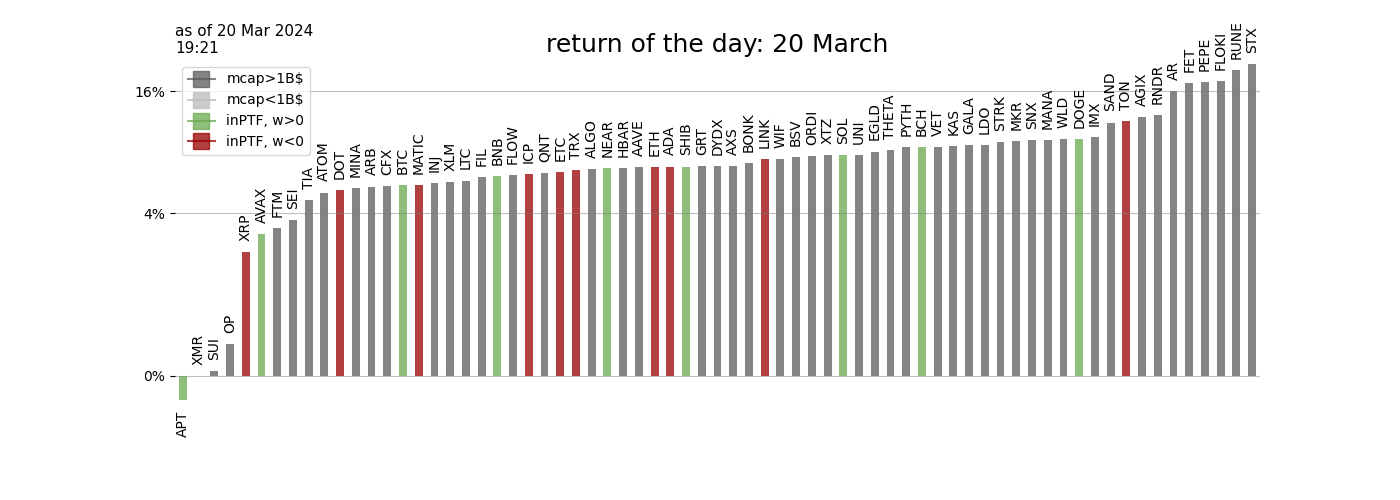 as of 20 Mar 2024
19:21
return of the day: 20 March
mcap>1B$
mcap<1B$
inPTF, w>0
inPTF, w<0
16%
4%
0%
APT
XMR
SUI
OP
XRP
AVAX
FTM
SEI
TIA
ATOM
DOT
MINA
ARB
CFX
BTC
MATIC
INJ
XLM
LTC
FIL
BNB
FLOW
ICP
QNT
ETC
TRX
ALGO
NEAR
HBAR
AAVE
ETH
ADA
SHIB
GRT
DYDX
AXS
BONK
LINK
WIF
BSV
ORDI
XTZ
SOL
UNI
EGLD
THETA
PYTH
BCH
VET
KAS
GALA
LDO
STRK
MKR
SNX
MANA
WLD
DOGE
IMX
SAND
TON
AGIX
RNDR
AR
FET
PEPE
FLOKI
RUNE
STX